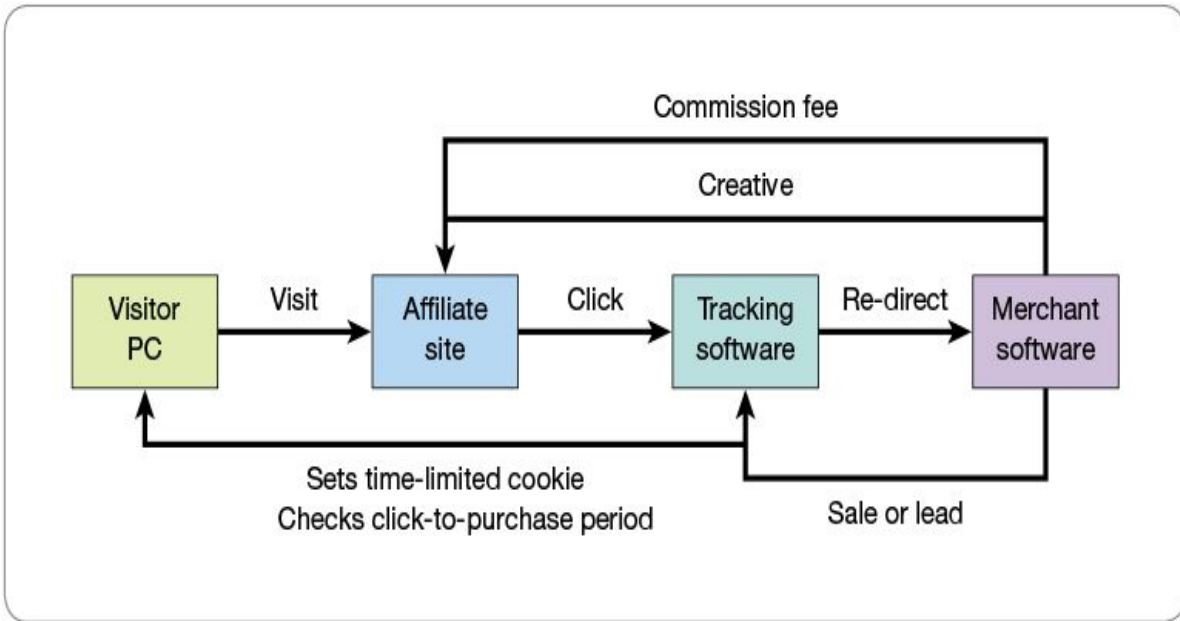 Commission fee
Creative
Visitor
PC
Visit
Affiliate
site
Click
Tracking
software
Re-direct
Merchant
software
Sets time-limited cookie
Checks click-to-purchase period
Sale or lead